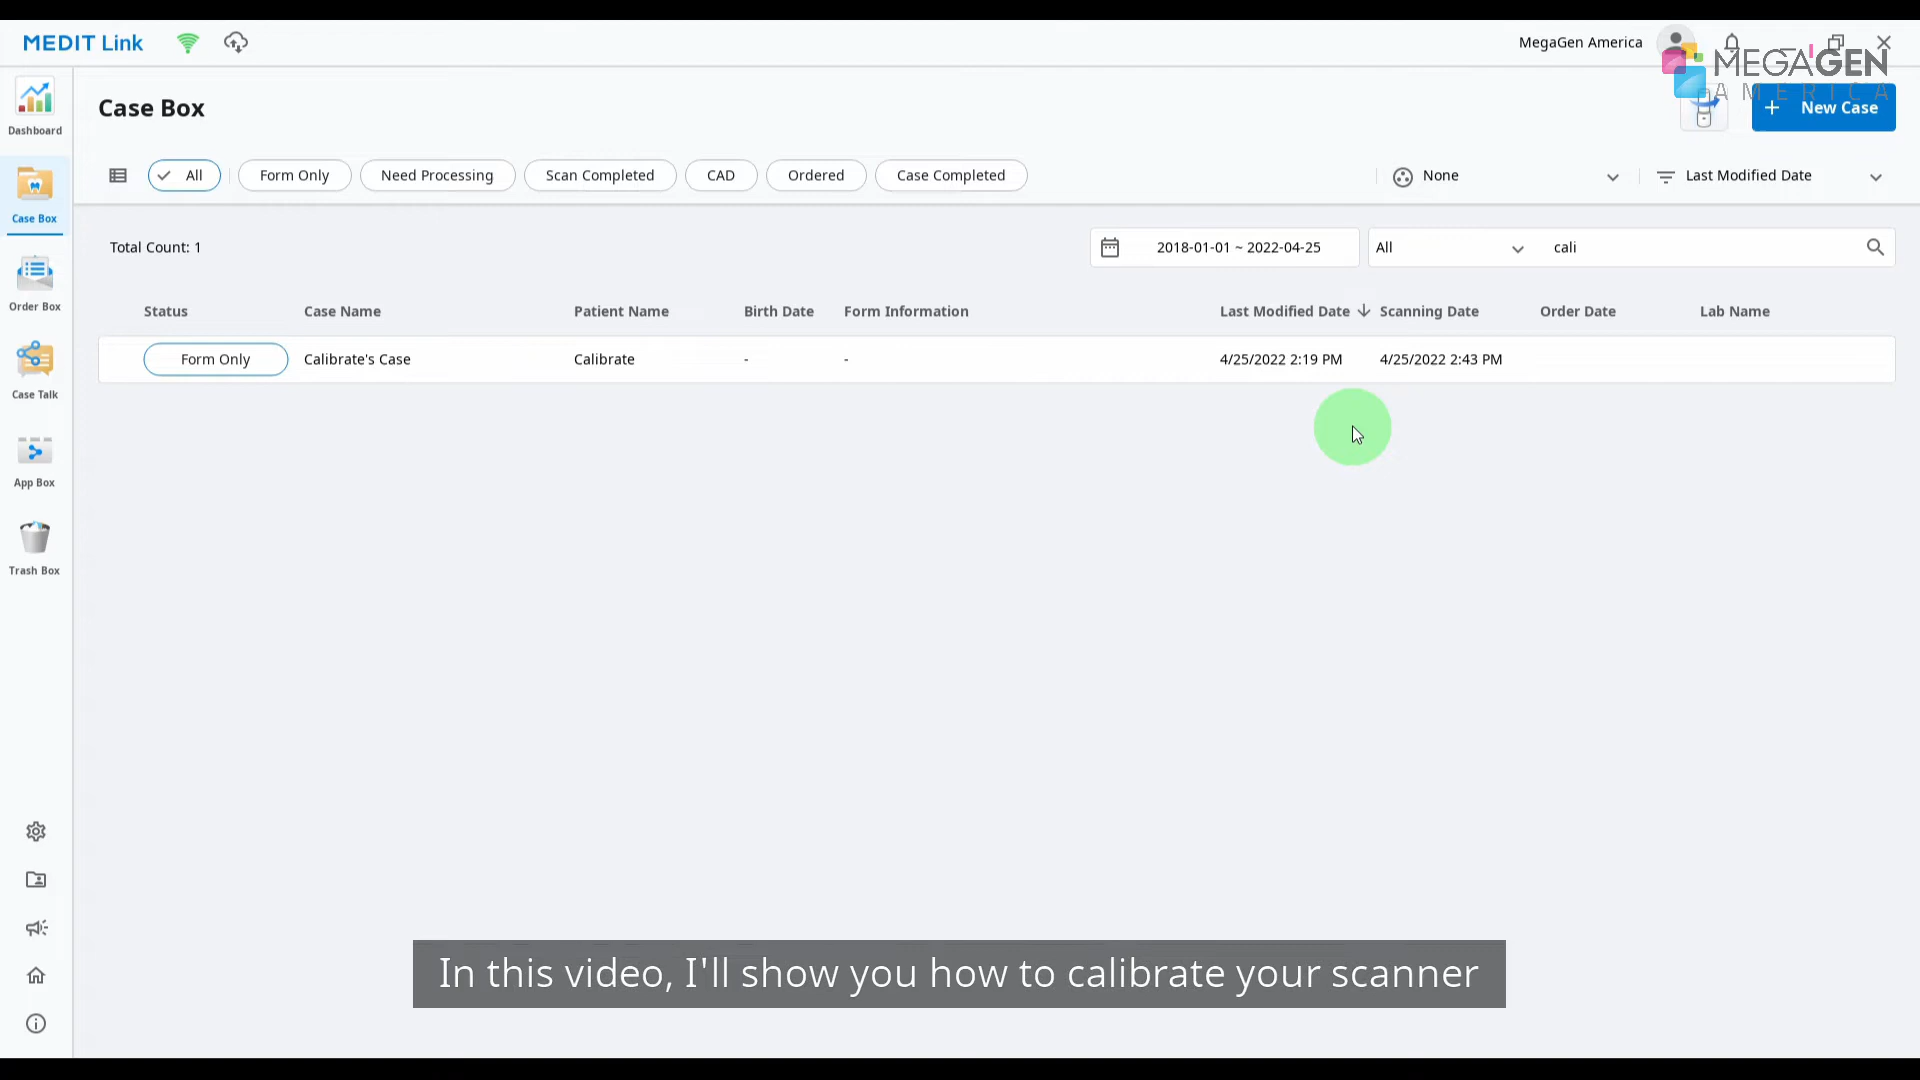 MEDIT Link
MegaGen America
MEGA'GEN
AMERICA
Dashboard
Case Box
Order Box
Case Talk
App Box
Trash Box
Case Box
+ New Case
All
Form Only
Need Processing
Scan Completed
CAD
Ordered
Case Completed
None
Last Modified Date
Total Count: 1
2018-01-01 ~ 2022-04-25
All
cali
Status Case Name Patient Name Birth Date Form Information Last Modified Date Scanning Date Order Date Lab Name
Form Only Calibrate's Case Calibrate - - 4/25/2022 2:19 PM 4/25/2022 2:43 PM
In this video, I'll show you how to calibrate your scanner